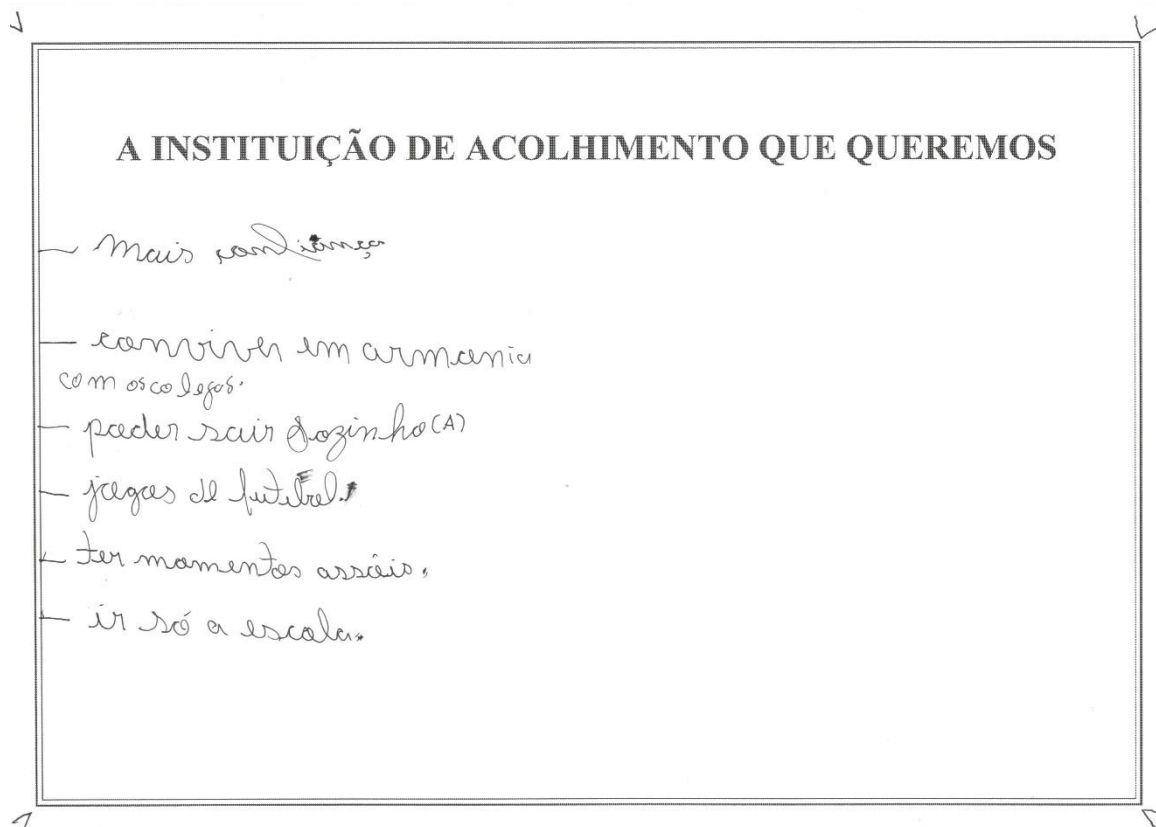 A INSTITUIÇÃO DE ACOLHIMENTO QUE QUEREMOS
— Mais confiança
— conviver em armonia
com os colegas.
— poder sair sozinho(A)
— jogos de futebol.
— ter momentos assóis.
— ir só a escola.